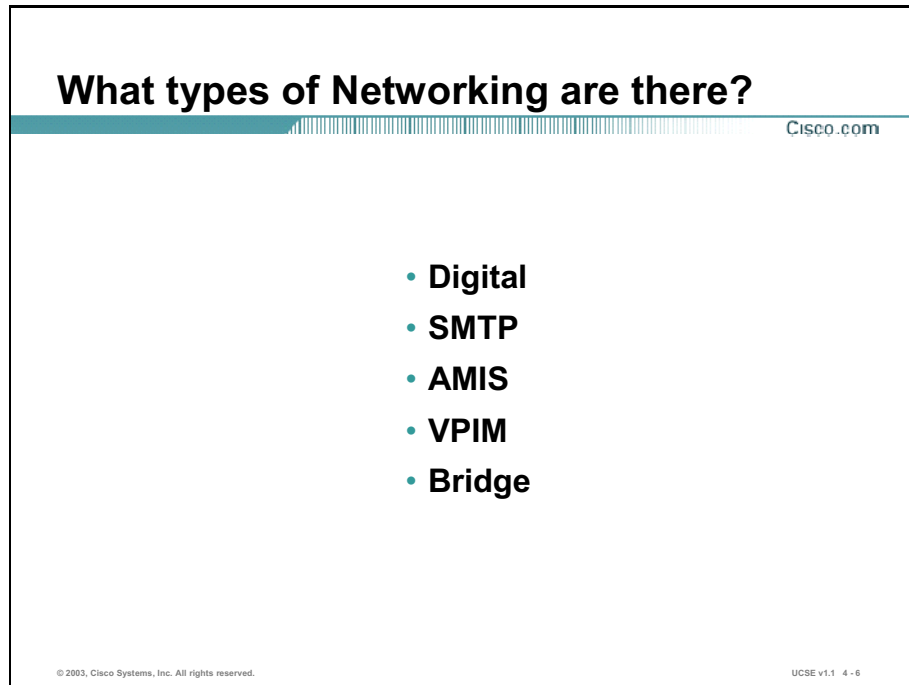 What types of Networking are there?
Cisco.com
• Digital
• SMTP
• AMIS
• VPIM
• Bridge
© 2003, Cisco Systems, Inc. All rights reserved.
UCSE v1.1 4 - 6